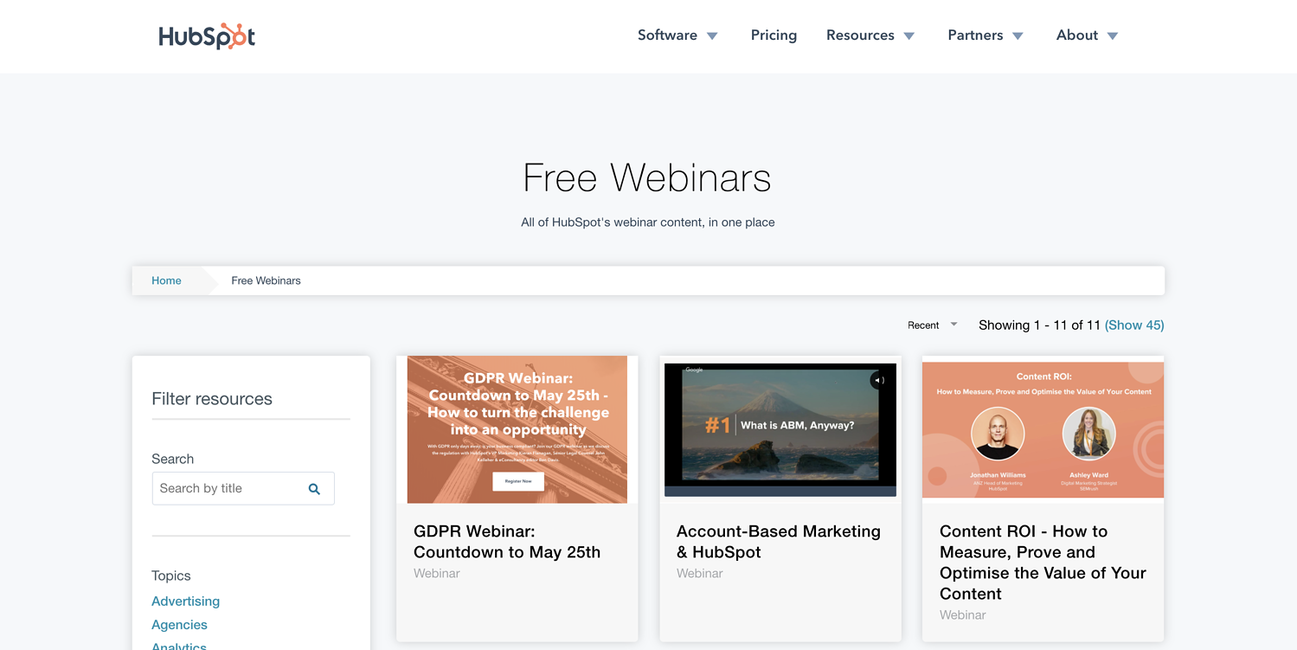 HubSpot
Software
Pricing
Resources
Partners
About
Free Webinars
All of HubSpot's webinar content, in one place
Home
Free Webinars
Recent
Showing 1 - 11 of 11 (Show 45)
Filter resources
Search
Search by title
Topics
Advertising
Agencies
Analytics
GDPR Webinar:
Countdown to May 25th -
How to turn the challenge
into an opportunity
Register Now
GDPR Webinar:
Countdown to May 25th
Webinar
Google
#1 What is ABM, Anyway?
Account-Based Marketing
& HubSpot
Webinar
Content ROI:
How to Measure, Prove and Optimise the Value of Your Content
Jonathan Williams
HubSpot
Ashley Ward
Digital Marketing Strategist
SEMrush
Content ROI - How to
Measure, Prove and
Optimise the Value of Your
Content
Webinar